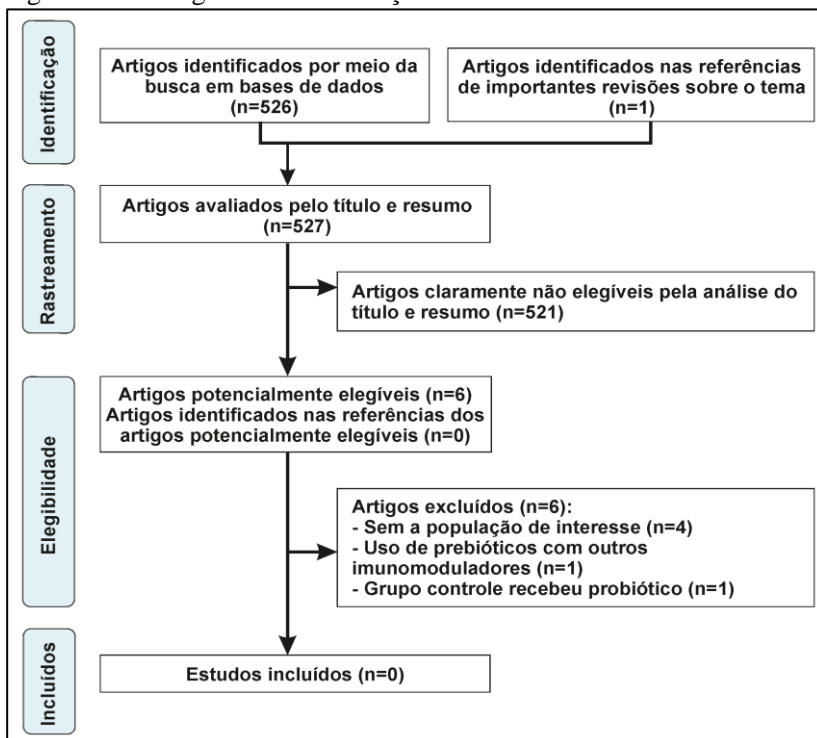 Identificação
Artigos identificados por meio da
busca em bases de dados
(n=526)
Artigos identificados nas referências
de importantes revisões sobre o tema
(n=1)
Rastreamento
Artigos avaliados pelo título e resumo
(n=527)
Artigos claramente não elegíveis pela análise do
título e resumo (n=521)
Elegibilidade
Artigos potencialmente elegíveis (n=6)
Artigos identificados nas referências dos
artigos potencialmente elegíveis (n=0)
Artigos excluídos (n=6):
- Sem a população de interesse (n=4)
- Uso de prebióticos com outros
imunomoduladores (n=1)
- Grupo controle recebeu probiótico (n=1)
Incluídos
Estudos incluídos (n=0)